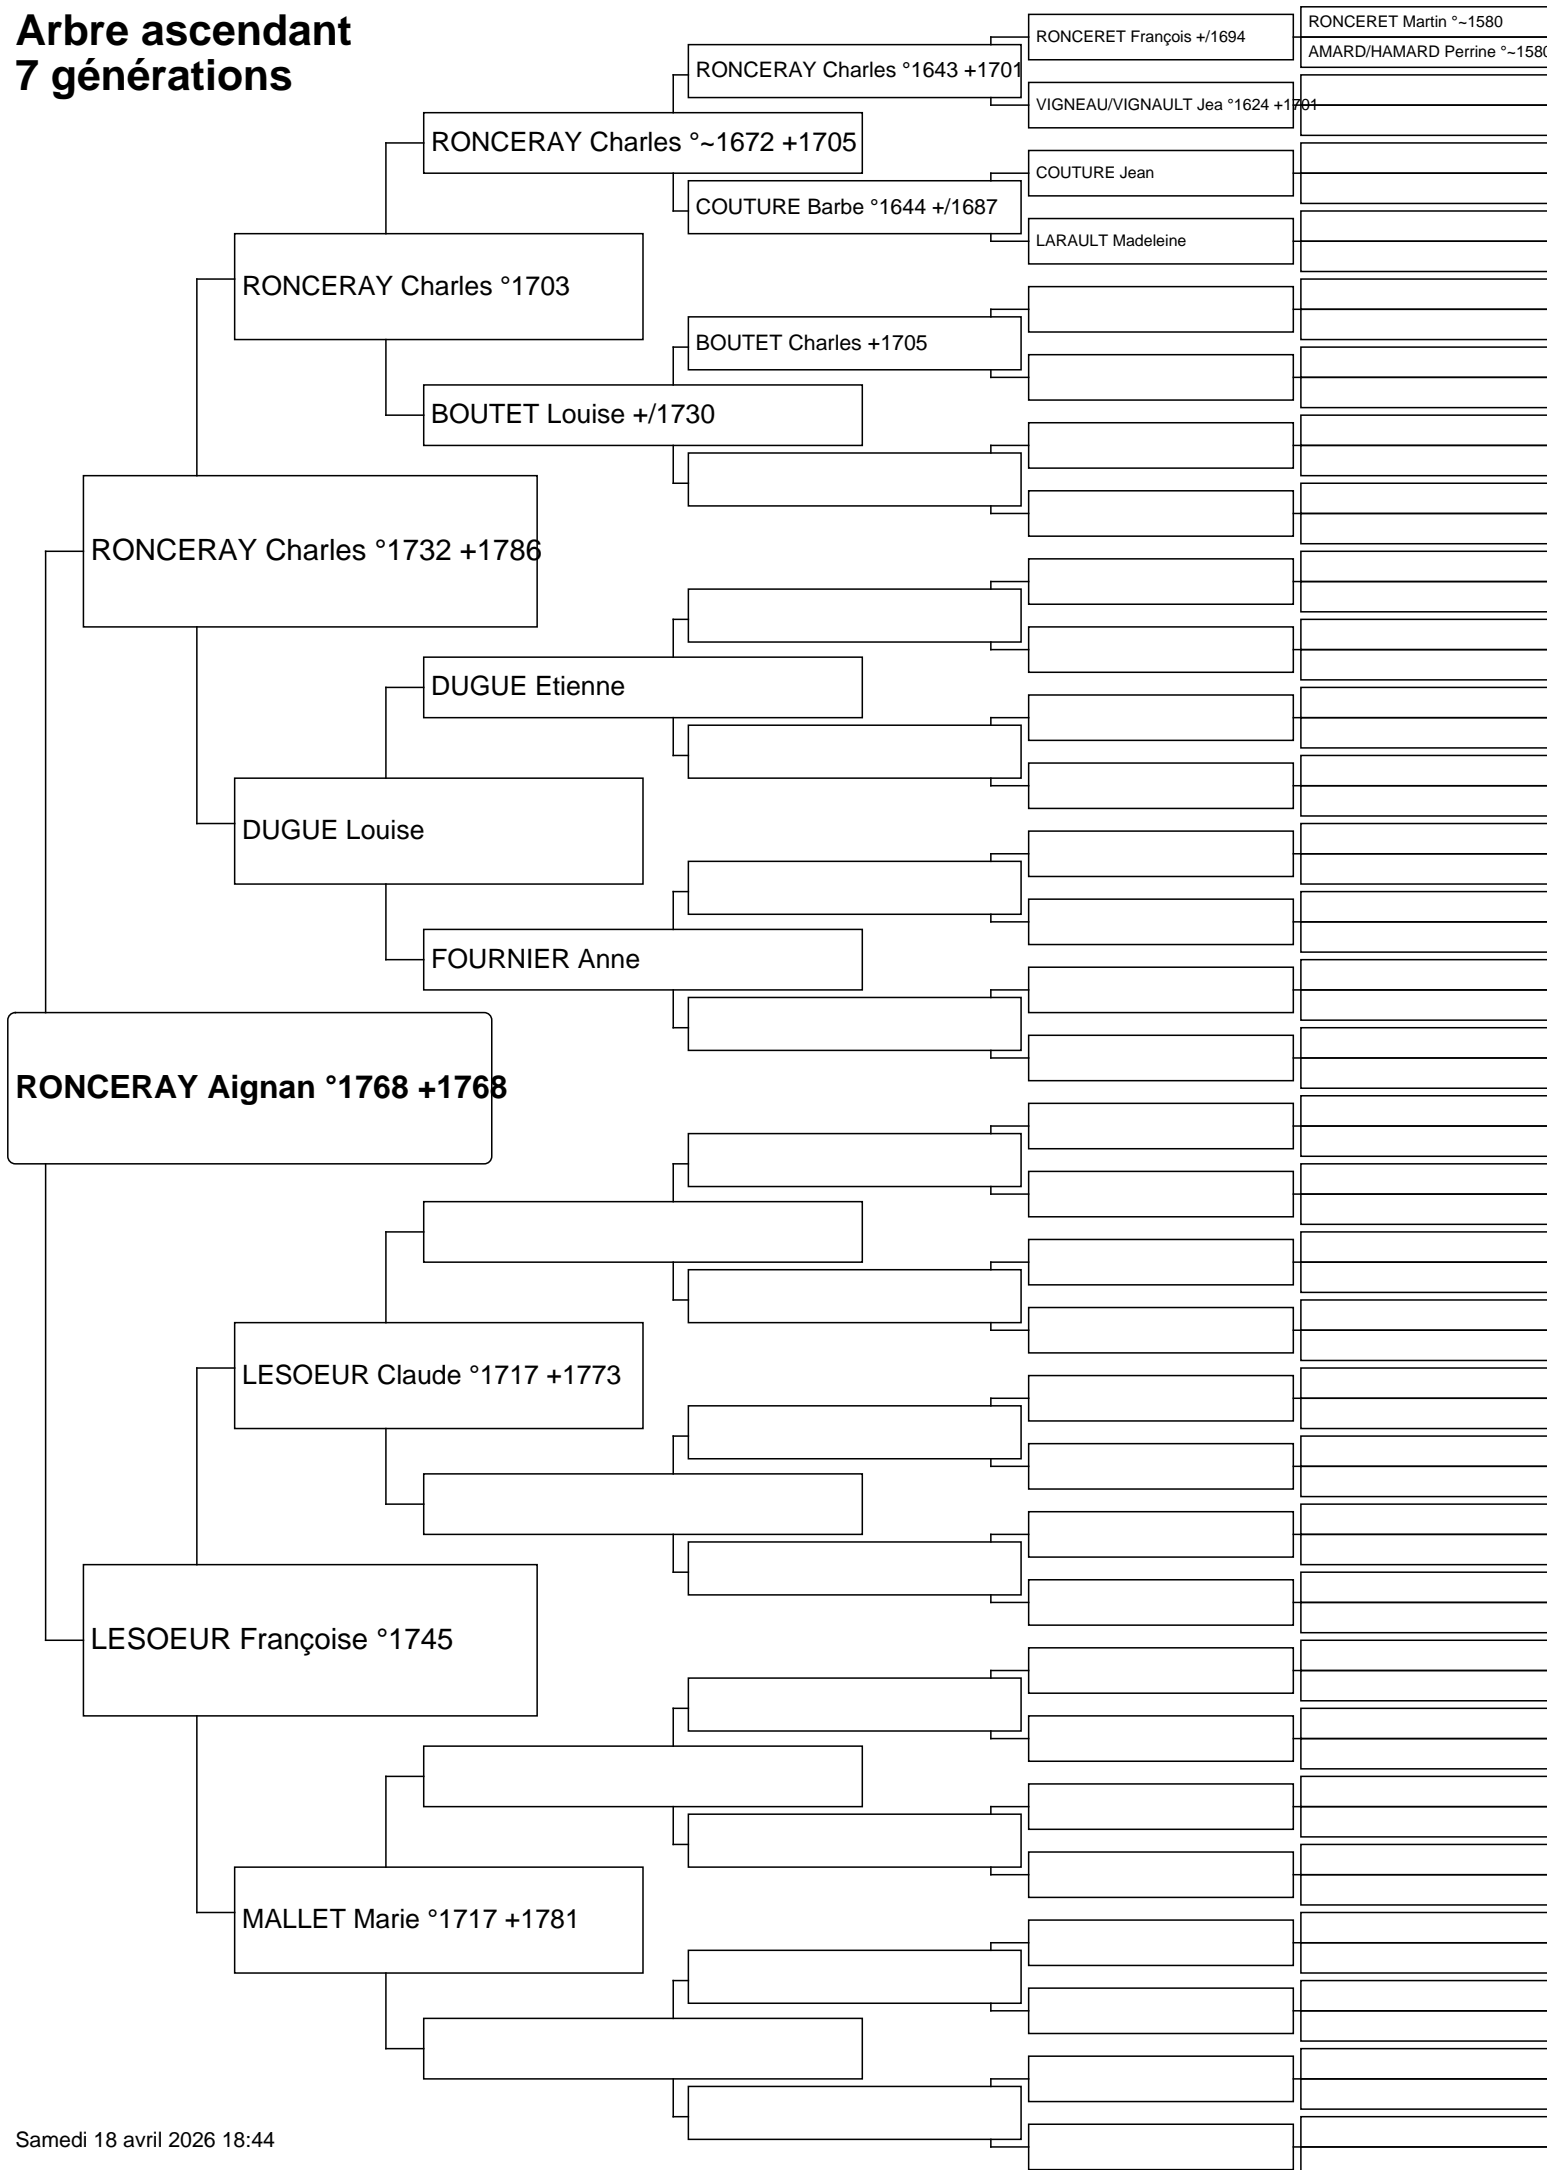 Arbre ascendant
7 générations
RONCERET Martin °~1580
RONCERET François +/1694
AMARD/HAMARD Perrine °~1580
RONCERAY Charles °1643 +1701
VIGNEAU/VIGNAULT Jea °1624 +1701
RONCERAY Charles °~1672 +1705
COUTURE Jean
COUTURE Barbe °1644 +/1687
LARAULT Madeleine
RONCERAY Charles °1703
BOUTET Charles +1705
BOUTET Louise +/1730
RONCERAY Charles °1732 +1786
DUGUE Etienne
DUGUE Louise
FOURNIER Anne
RONCERAY Aignan °1768 +1768
LESOEUR Claude °1717 +1773
LESOEUR Françoise °1745
MALLET Marie °1717 +1781
Samedi 18 avril 2026 18:44